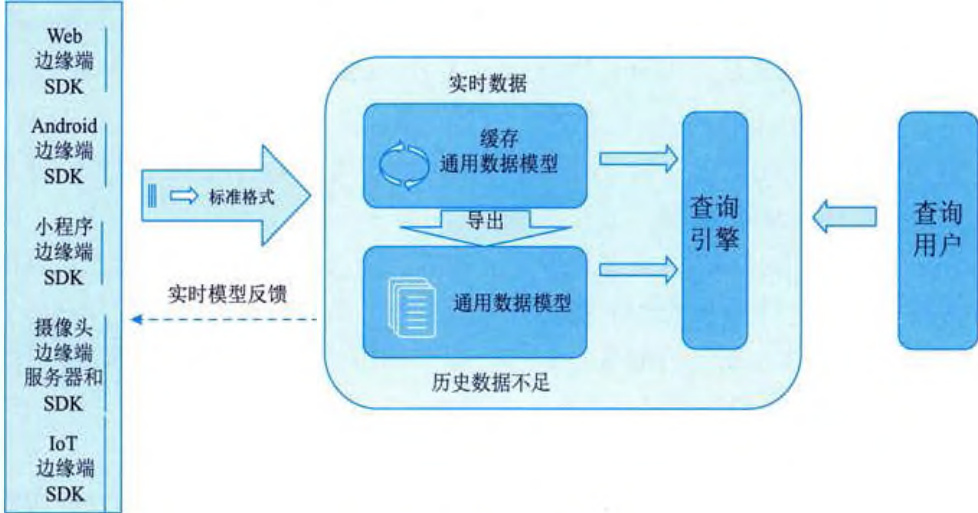 Web
边缘端
SDK
Android
边缘端
SDK
小程序
边缘端
SDK
摄像头
边缘端
服务器和
SDK
IoT
边缘端
SDK
标准格式
实时模型反馈
实时数据
缓存
通用数据模型
导出
通用数据模型
历史数据不足
查询
引擎
查询
用户